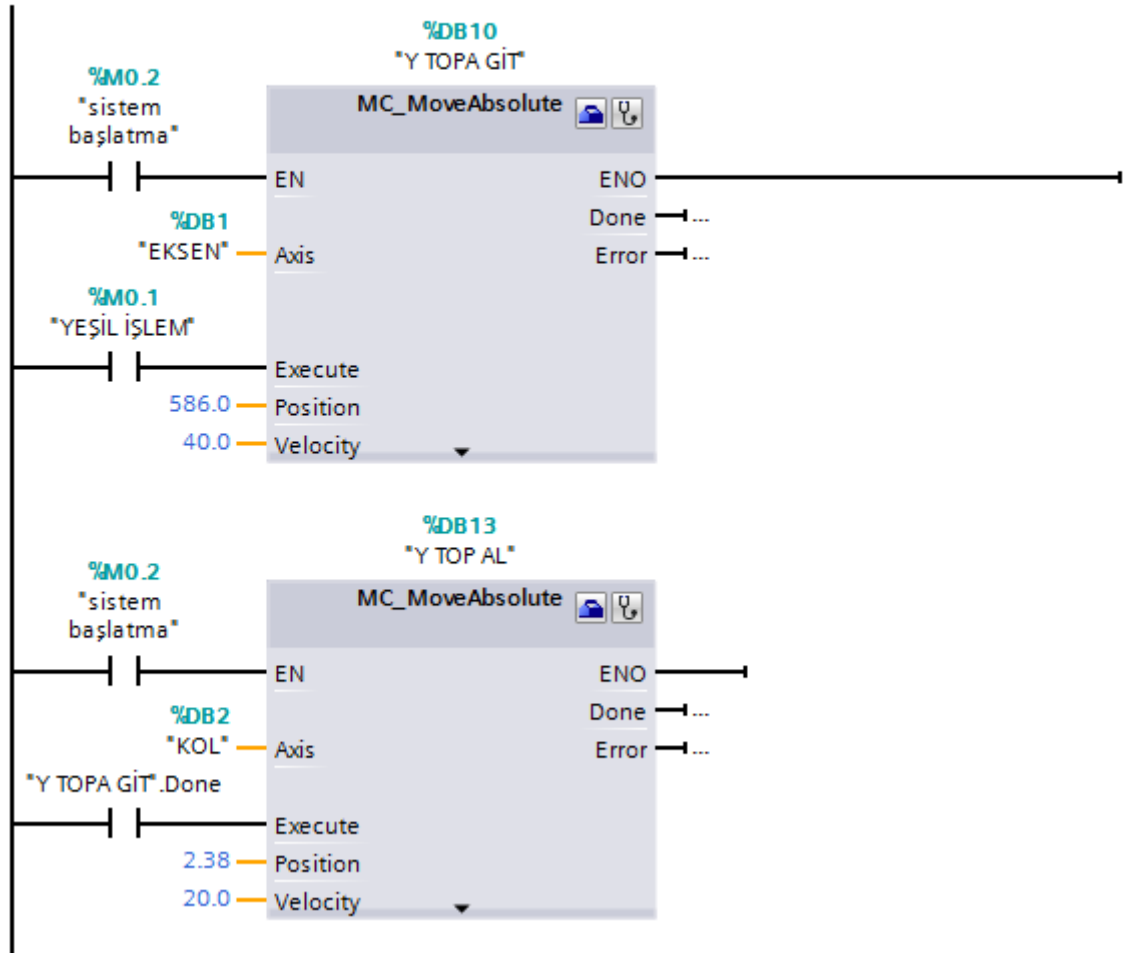 %DB10
"Y TOPA GİT"
%M0.2
"sistem
başlatma"
MC_MoveAbsolute
EN
ENO
Done
...
%DB1
"EKSEN"
Axis
Error
...
%M0.1
"YEŞİL İŞLEM"
Execute
586.0
Position
40.0
Velocity
%DB13
"Y TOP AL"
%M0.2
"sistem
başlatma"
MC_MoveAbsolute
EN
ENO
Done
...
%DB2
"KOL"
Axis
Error
...
"Y TOPA GİT".Done
Execute
2.38
Position
20.0
Velocity